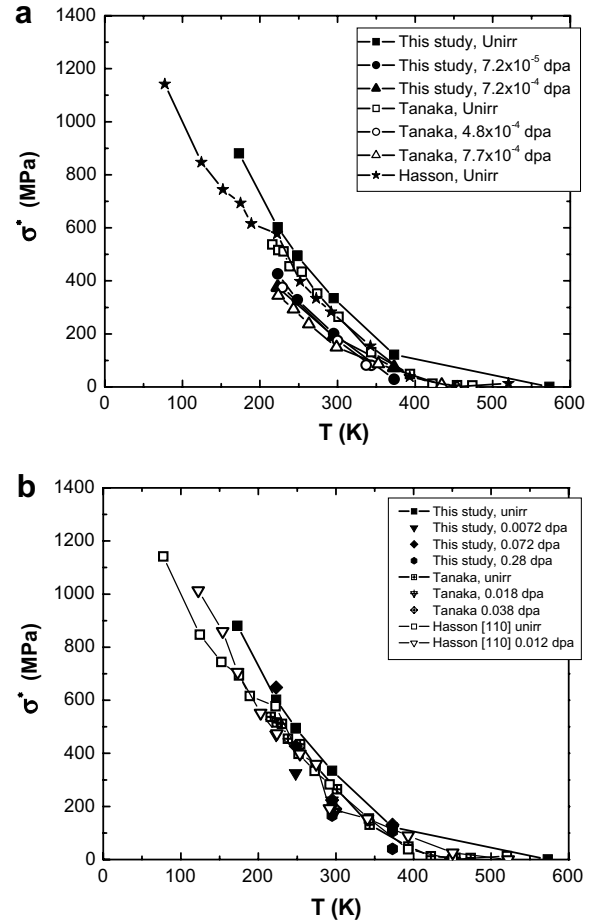 a
1400
1200
1000
800
600
400
200
0
σ* (MPa)
This study, Unirr
This study, 7.2x10⁻⁵ dpa
This study, 7.2x10⁻⁴ dpa
Tanaka, Unirr
Tanaka, 4.8x10⁻⁴ dpa
Tanaka, 7.7x10⁻⁴ dpa
Hasson, Unirr
0 100 200 300 400 500 600
T (K)
b
1400
1200
1000
800
600
400
200
0
σ* (MPa)
This study, unirr
This study, 0.0072 dpa
This study, 0.072 dpa
This study, 0.28 dpa
Tanaka, unirr
Tanaka, 0.018 dpa
Tanaka 0.038 dpa
Hasson [110] unirr
Hasson [110] 0.012 dpa
0 100 200 300 400 500 600
T (K)